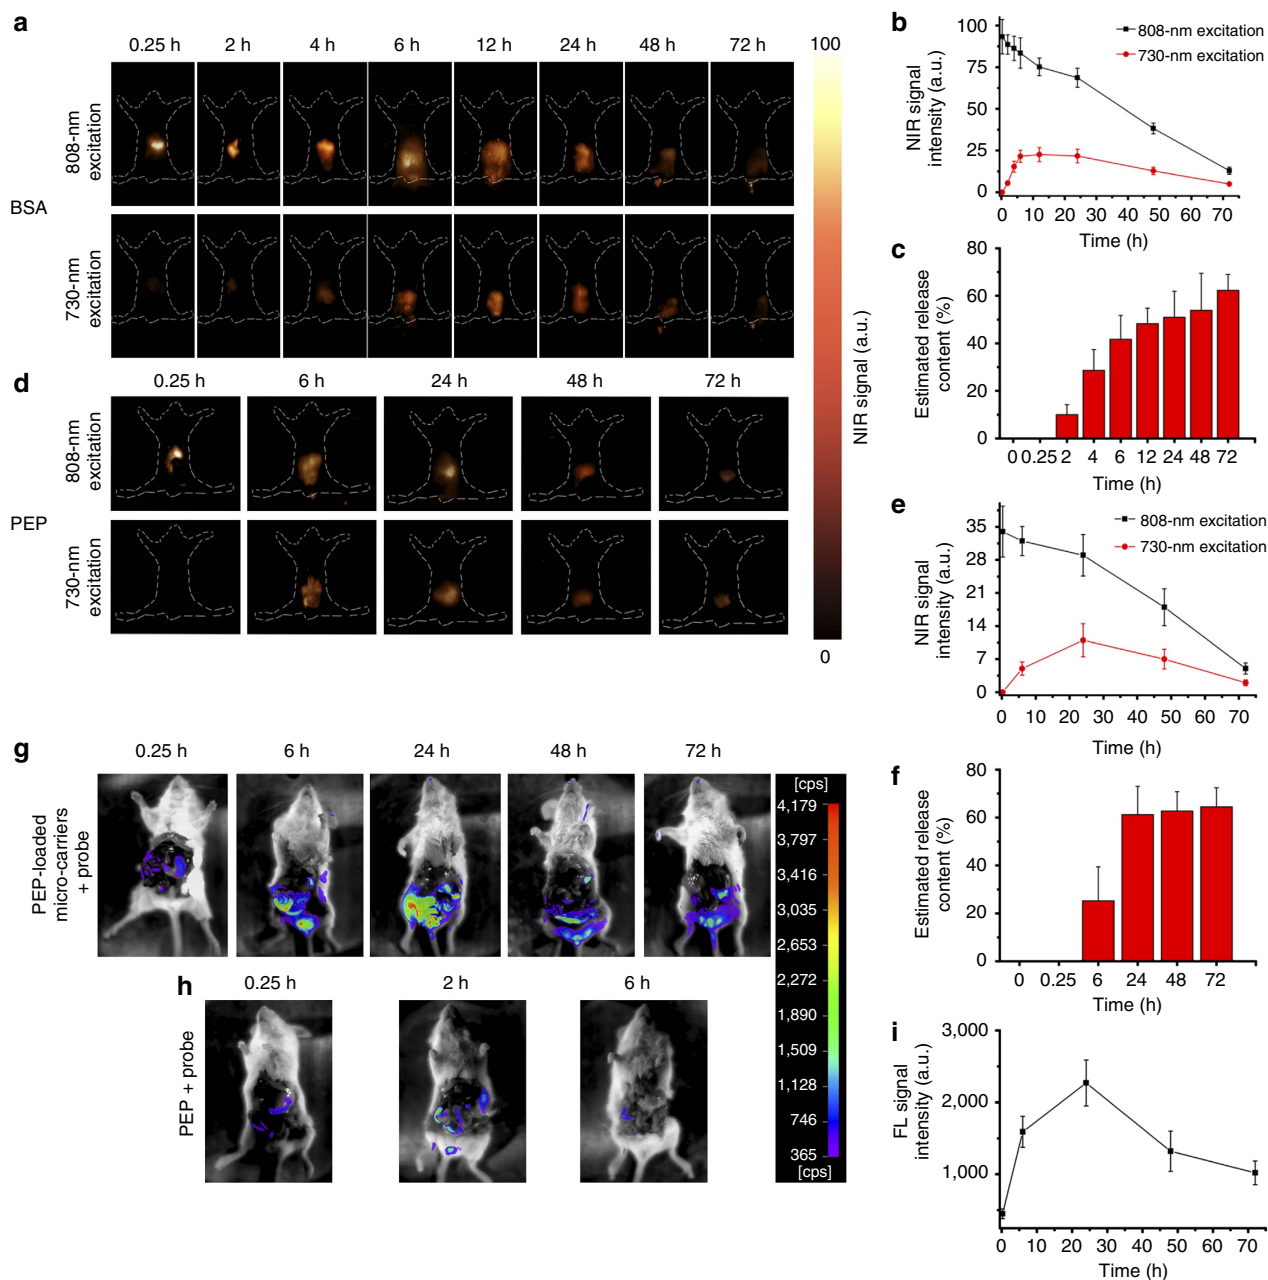 a
0.25 h 2 h 4 h 6 h 12 h 24 h 48 h 72 h
BSA
808-nm
excitation
730-nm
excitation
100
NIR signal (a.u.)
0
b
NIR signal
intensity (a.u.)
100
75
50
25
0
808-nm excitation
730-nm excitation
0 10 20 30 40 50 60 70
Time (h)
c
Estimated release
content (%)
80
60
40
20
0
0 0.25 2 4 6 12 24 48 72
Time (h)
d
0.25 h 6 h 24 h 48 h 72 h
PEP
808-nm
excitation
730-nm
excitation
e
NIR signal
intensity (a.u.)
35
28
21
14
7
0
808-nm excitation
730-nm excitation
0 10 20 30 40 50 60 70
Time (h)
f
Estimated release
content (%)
80
60
40
20
0
0 0.25 6 24 48 72
Time (h)
g
0.25 h 6 h 24 h 48 h 72 h
PEP-loaded
micro-carriers
+ probe
[cps]
4,179
3,797
3,416
3,035
2,653
2,272
1,890
1,509
1,128
746
365
[cps]
h
0.25 h 2 h 6 h
PEP + probe
i
FL signal
intensity (a.u.)
3,000
2,000
1,000
0 10 20 30 40 50 60 70
Time (h)